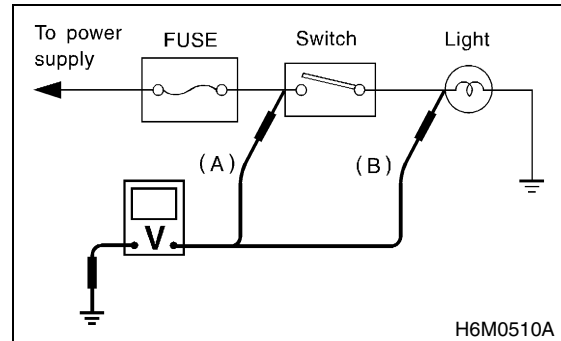 To power
supply
FUSE
Switch
Light
(A)
(B)
V
H6M0510A